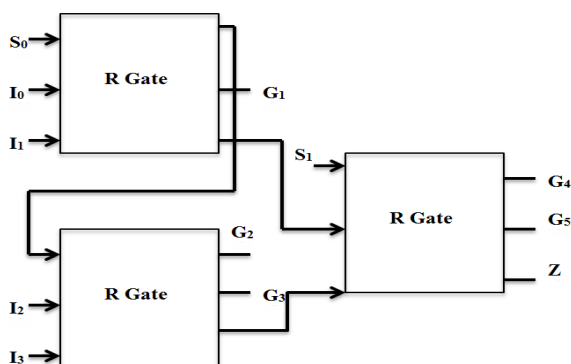 S₀
I₀
I₁
R Gate
G₁
S₁
R Gate
G₄
G₅
Z
G₂
R Gate
G₃
I₂
I₃